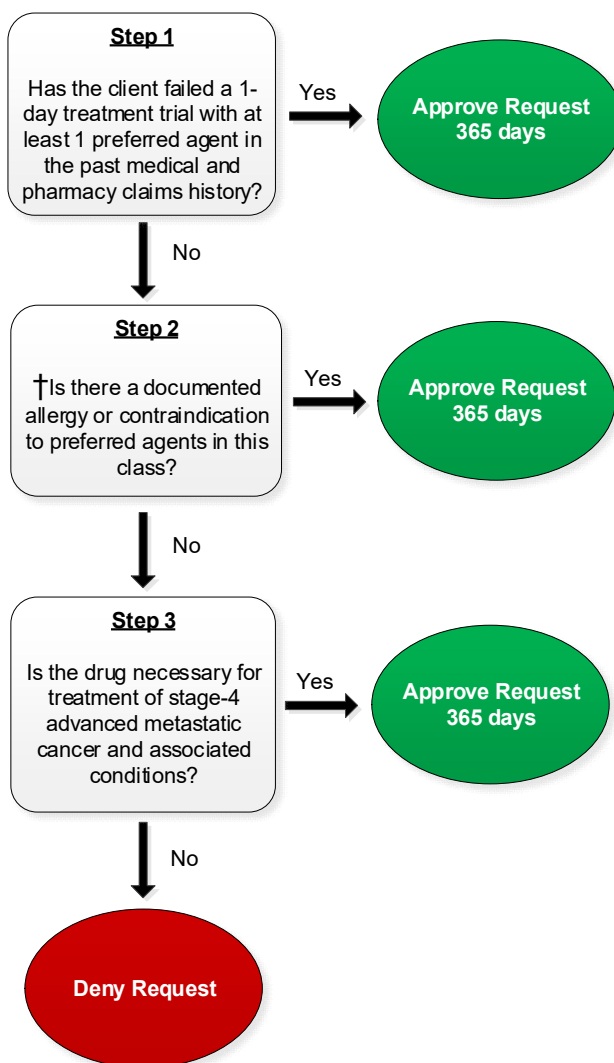 Step 1
Has the client failed a 1-
day treatment trial with at
least 1 preferred agent in
the past medical and
pharmacy claims history?
Yes
Approve Request
365 days
No
Step 2
†Is there a documented
allergy or contraindication
to preferred agents in this
class?
Yes
Approve Request
365 days
No
Step 3
Is the drug necessary for
treatment of stage-4
advanced metastatic
cancer and associated
conditions?
Yes
Approve Request
365 days
No
Deny Request